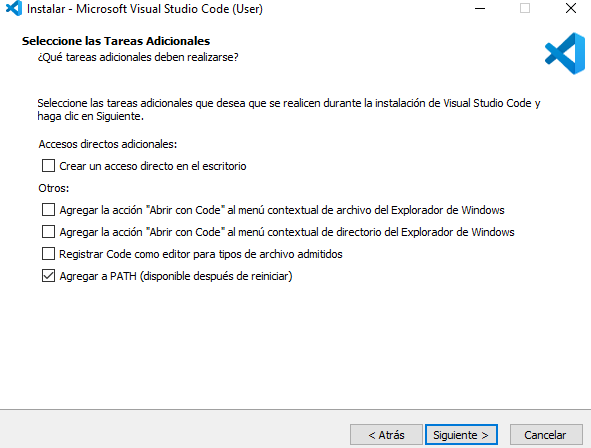 Instalar - Microsoft Visual Studio Code (User)
Seleccione las Tareas Adicionales
¿Qué tareas adicionales deben realizarse?
Seleccione las tareas adicionales que desea que se realicen durante la instalación de Visual Studio Code y
haga clic en Siguiente.
Accesos directos adicionales:
Crear un acceso directo en el escritorio
Otros:
Agregar la acción "Abrir con Code" al menú contextual de archivo del Explorador de Windows
Agregar la acción "Abrir con Code" al menú contextual de directorio del Explorador de Windows
Registrar Code como editor para tipos de archivo admitidos
Agregar a PATH (disponible después de reiniciar)
< Atrás Siguiente > Cancelar